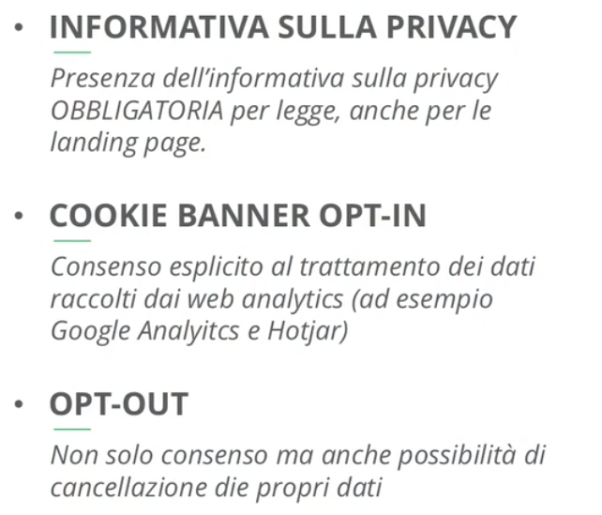 • INFORMATIVA SULLA PRIVACY
Presenza dell'informativa sulla privacy
OBBLIGATORIA per legge, anche per le
landing page.
• COOKIE BANNER OPT-IN
Consenso esplicito al trattamento dei dati
raccolti dai web analytics (ad esempio
Google Analyitcs e Hotjar)
• OPT-OUT
Non solo consenso ma anche possibilità di
cancellazione die propri dati